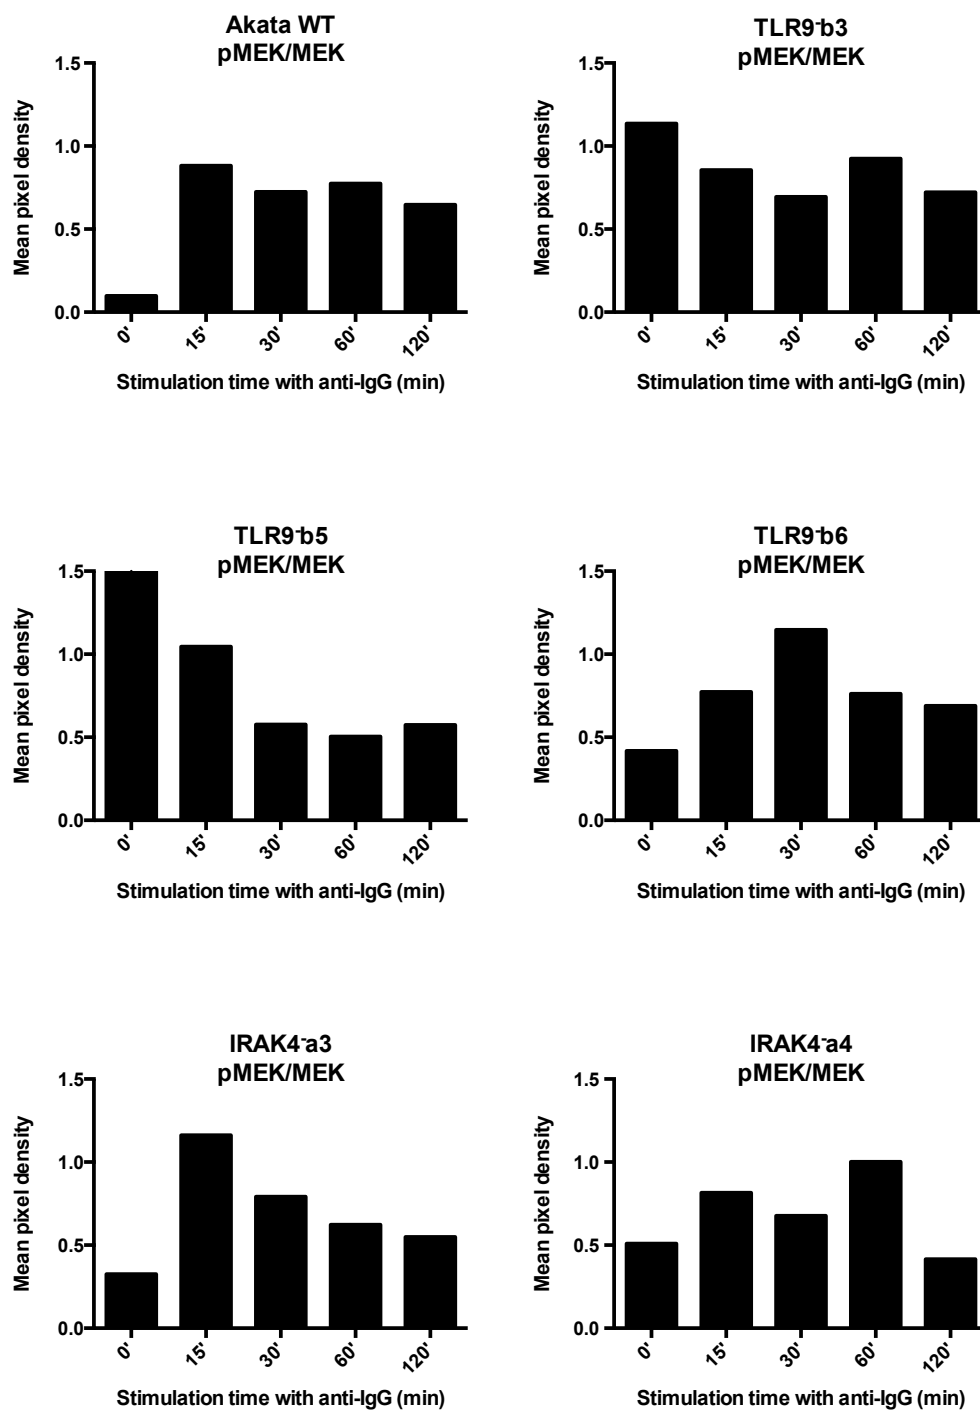 Akata WT
pMEK/MEK
1.5
1.0
0.5
0.0
Mean pixel density
0'
15'
30'
60'
120'
Stimulation time with anti-IgG (min)
TLR9-b3
pMEK/MEK
1.5
1.0
0.5
0.0
Mean pixel density
0'
15'
30'
60'
120'
Stimulation time with anti-IgG (min)
TLR9-b5
pMEK/MEK
1.5
1.0
0.5
0.0
Mean pixel density
0'
15'
30'
60'
120'
Stimulation time with anti-IgG (min)
TLR9-b6
pMEK/MEK
1.5
1.0
0.5
0.0
Mean pixel density
0'
15'
30'
60'
120'
Stimulation time with anti-IgG (min)
IRAK4-a3
pMEK/MEK
1.5
1.0
0.5
0.0
Mean pixel density
0'
15'
30'
60'
120'
Stimulation time with anti-IgG (min)
IRAK4-a4
pMEK/MEK
1.5
1.0
0.5
0.0
Mean pixel density
0'
15'
30'
60'
120'
Stimulation time with anti-IgG (min)